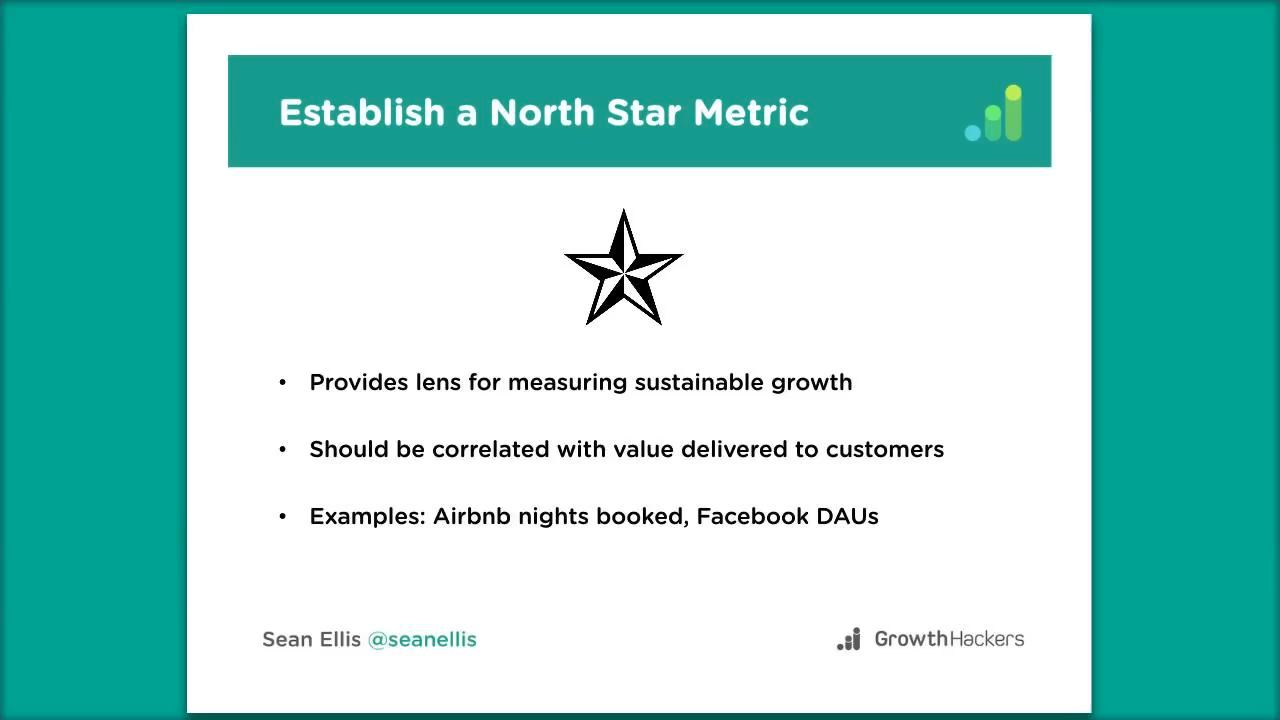 Establish a North Star Metric
• Provides lens for measuring sustainable growth
• Should be correlated with value delivered to customers
• Examples: Airbnb nights booked, Facebook DAUs
Sean Ellis @seanellis
GrowthHackers